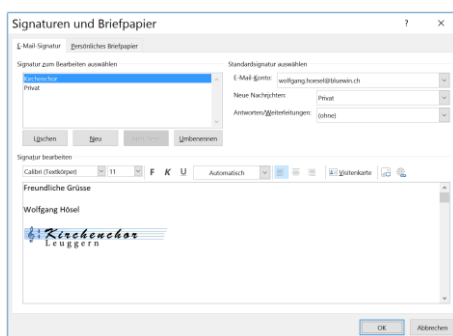 Signaturen und Briefpapier
E-Mail-Signatur Persönliches Briefpapier
Signatur zum Bearbeiten auswählen
Kirchenchor
Privat
Löschen Neu Speichern Umbenennen
Standardsignatur auswählen
E-Mail-Konto: wolfgang.hoesel@bluewin.ch
Neue Nachrichten: Privat
Antworten/Weiterleitungen: (ohne)
Signatur bearbeiten
Calibri (Textkörper) 11 F K U Automatisch Visitenkarte
Freundliche Grüsse
Wolfgang Hösel
Kirchenchor
Leuggern
OK Abbrechen